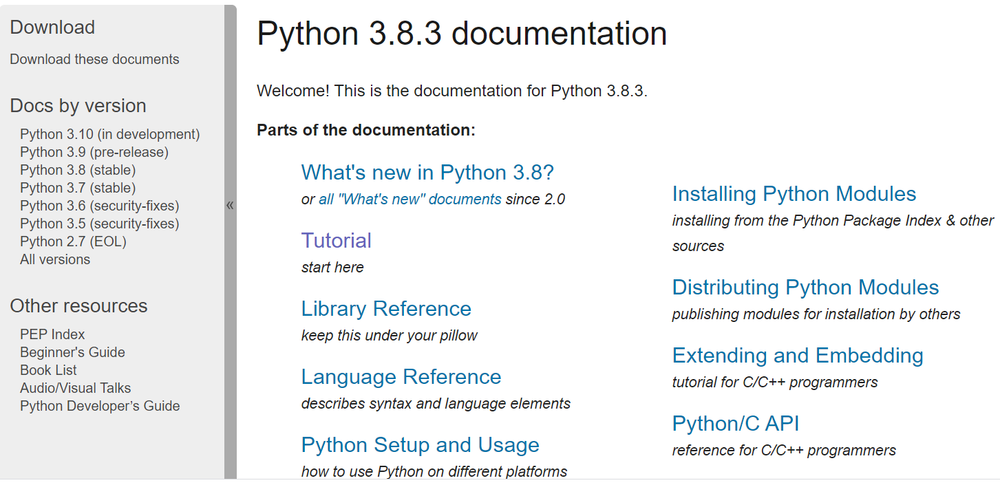 Download
Download these documents
Docs by version
Python 3.10 (in development)
Python 3.9 (pre-release)
Python 3.8 (stable)
Python 3.7 (stable)
Python 3.6 (security-fixes)
Python 3.5 (security-fixes)
Python 2.7 (EOL)
All versions
Other resources
PEP Index
Beginner's Guide
Book List
Audio/Visual Talks
Python Developer’s Guide
«
Python 3.8.3 documentation
Welcome! This is the documentation for Python 3.8.3.
Parts of the documentation:
What's new in Python 3.8?
or all "What's new" documents since 2.0
Tutorial
start here
Library Reference
keep this under your pillow
Language Reference
describes syntax and language elements
Python Setup and Usage
how to use Python on different platforms
Installing Python Modules
installing from the Python Package Index & other
sources
Distributing Python Modules
publishing modules for installation by others
Extending and Embedding
tutorial for C/C++ programmers
Python/C API
reference for C/C++ programmers